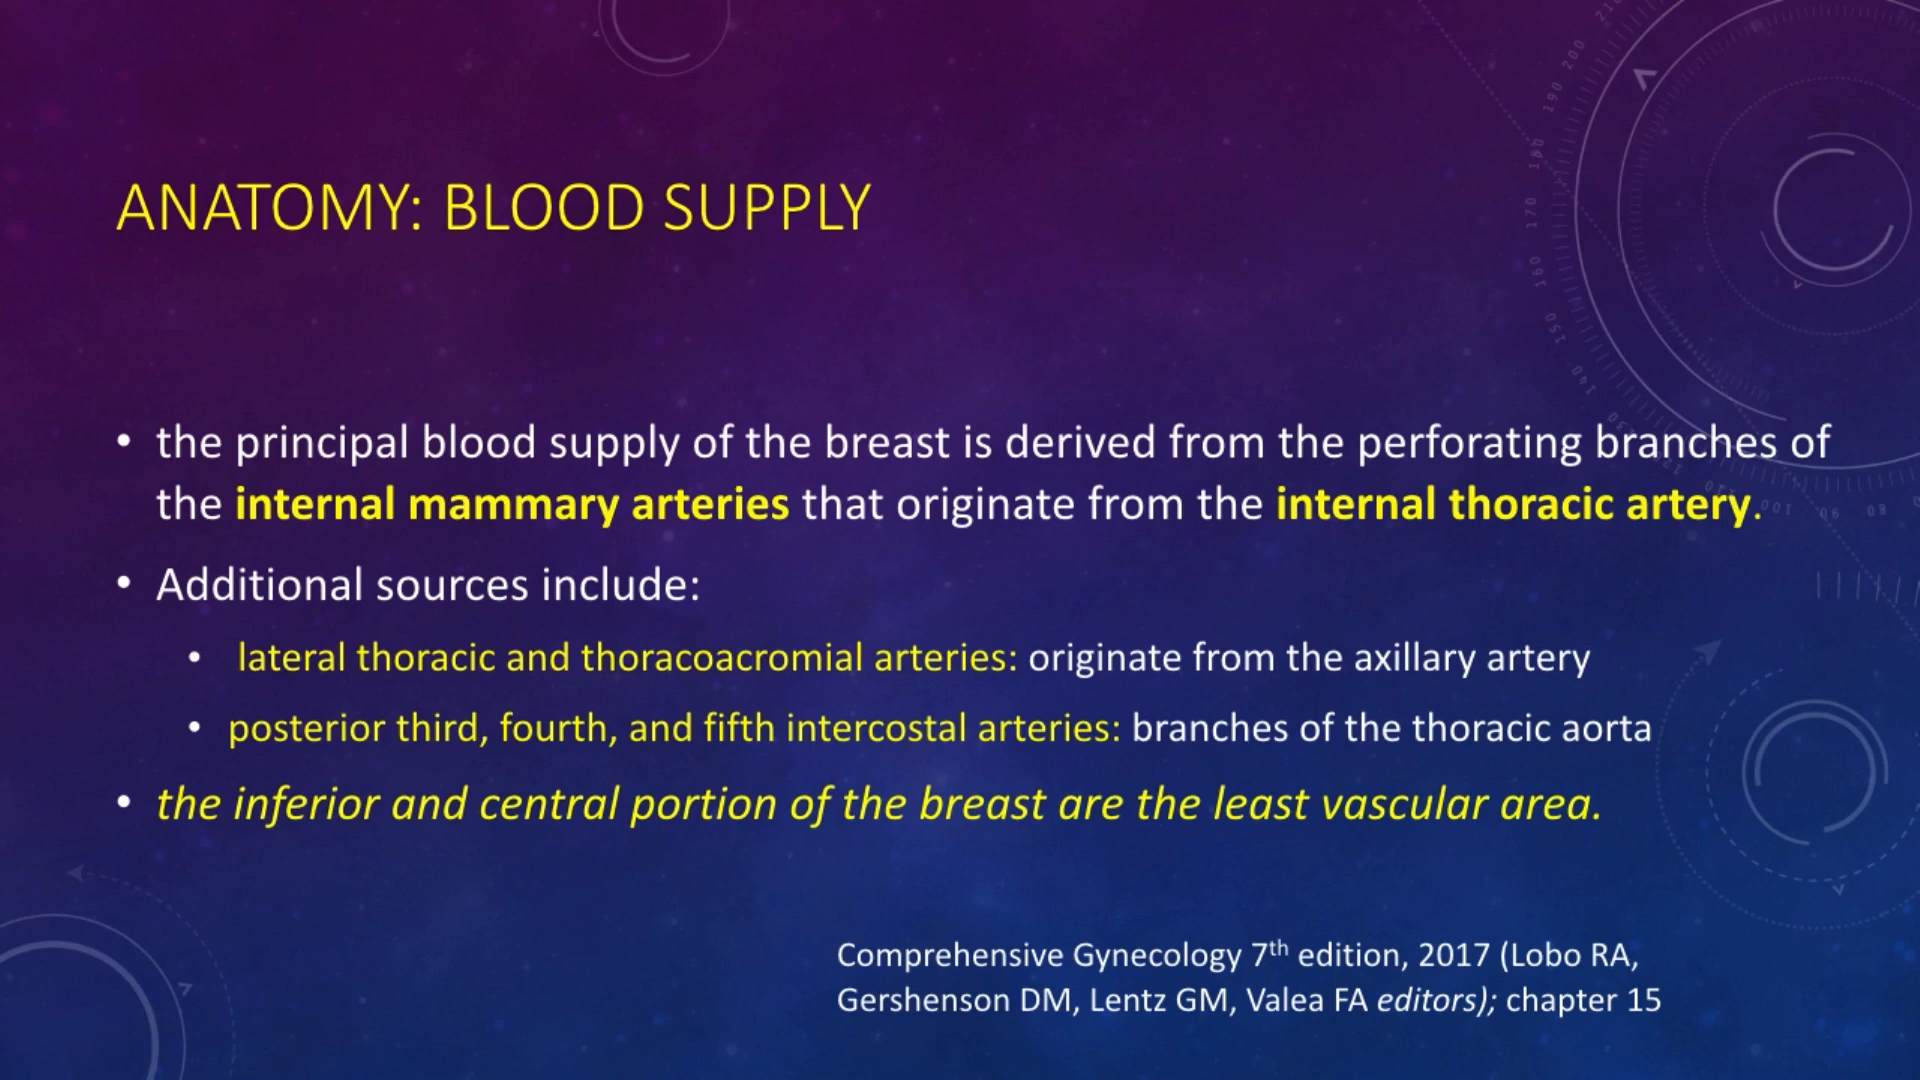 ANATOMY: BLOOD SUPPLY
• the principal blood supply of the breast is derived from the perforating branches of
the internal mammary arteries that originate from the internal thoracic artery.
• Additional sources include:
• lateral thoracic and thoracoacromial arteries: originate from the axillary artery
• posterior third, fourth, and fifth intercostal arteries: branches of the thoracic aorta
• the inferior and central portion of the breast are the least vascular area.
Comprehensive Gynecology 7th edition, 2017 (Lobo RA,
Gershenson DM, Lentz GM, Valea FA editors); chapter 15